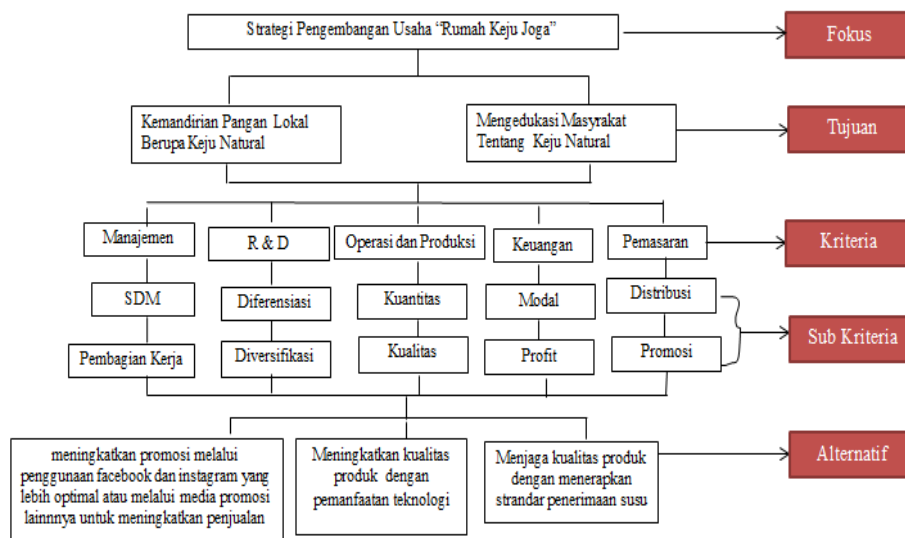 Strategi Pengembangan Usaha “Rumah Keju Joga”
Fokus
Kemandirian Pangan Lokal
Berupa Keju Natural
Mengedukasi Masyrakat
Tentang Keju Natural
Tujuan
Manajemen
R & D
Operasi dan Produksi
Keuangan
Pemasaran
Kriteria
SDM
Diferensiasi
Kuantitas
Modal
Distribusi
Sub Kriteria
Pembagian Kerja
Diversifikasi
Kualitas
Profit
Promosi
meningkatkan promosi melalui
penggunaan facebook dan instagram yang
lebih optimal atau melalui media promosi
lainnnya untuk meningkatkan penjualan
Meningkatkan kualitas
produk dengan
pemanfaatan teknologi
Menjaga kualitas produk
dengan menerapkan
strandar penerimaan susu
Alternatif